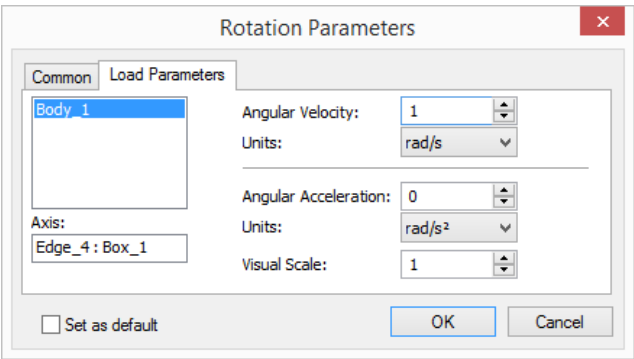 Rotation Parameters
Common
Load Parameters
Body_1
Angular Velocity:
1
Units:
rad/s
Angular Acceleration:
0
Axis:
Units:
rad/s²
Edge_4 : Box_1
Visual Scale:
1
Set as default
OK
Cancel